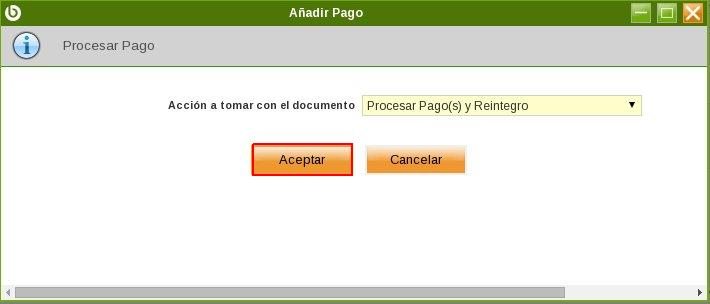 Añadir Pago
Procesar Pago
Acción a tomar con el documento Procesar Pago(s) y Reintegro
Aceptar Cancelar